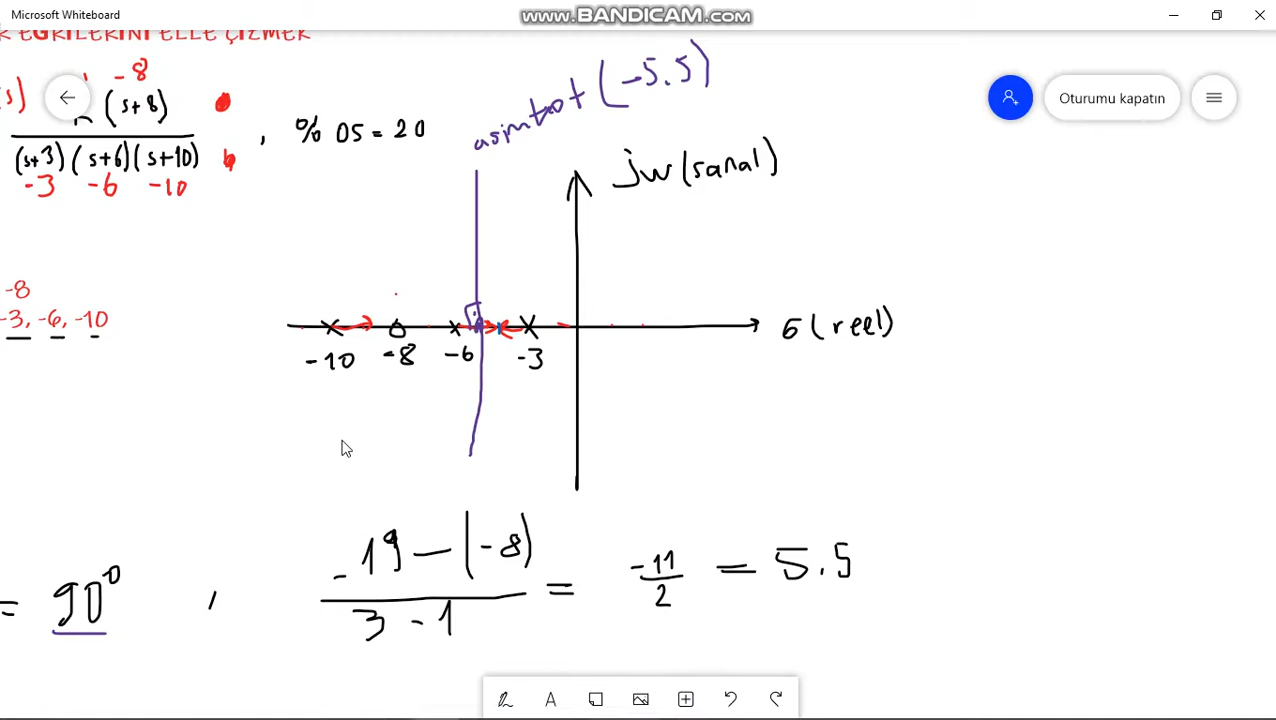 Microsoft Whiteboard
www.BANDICAM.com
K EĞRİLERİNİ ELLE ÇİZMEK
(s)
-8
(s+8)
(s+3) (s+6) (s+10)
-3 -6 -10
, % OS = 20
asimtot (-5.5)
jw (sanal)
Oturumu kapatın
-8
-3, -6, -10
-10 -8 -6 -3
σ (reel)
= 90° , -19 - (-8) / 3 - 1 = -11/2 = 5.5
A